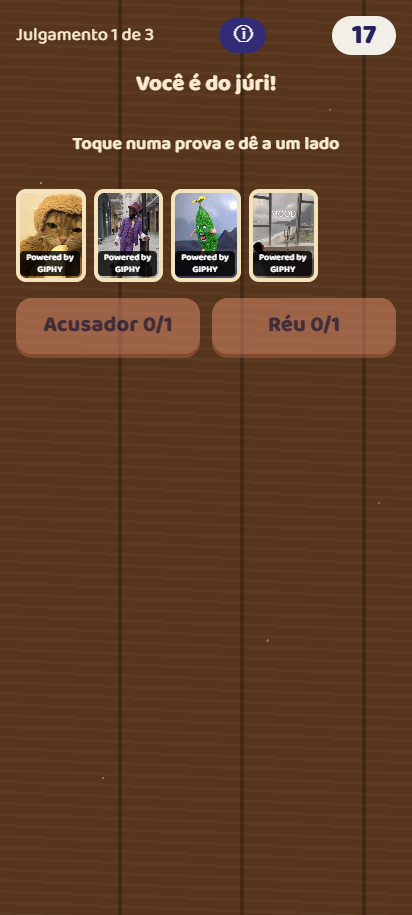 Julgamento 1 de 3
17
Você é do júri!
Toque numa prova e dê a um lado
Powered by
GIPHY
Powered by
GIPHY
Powered by
GIPHY
MOOD
Powered by
GIPHY
Acusador 0/1
Réu 0/1